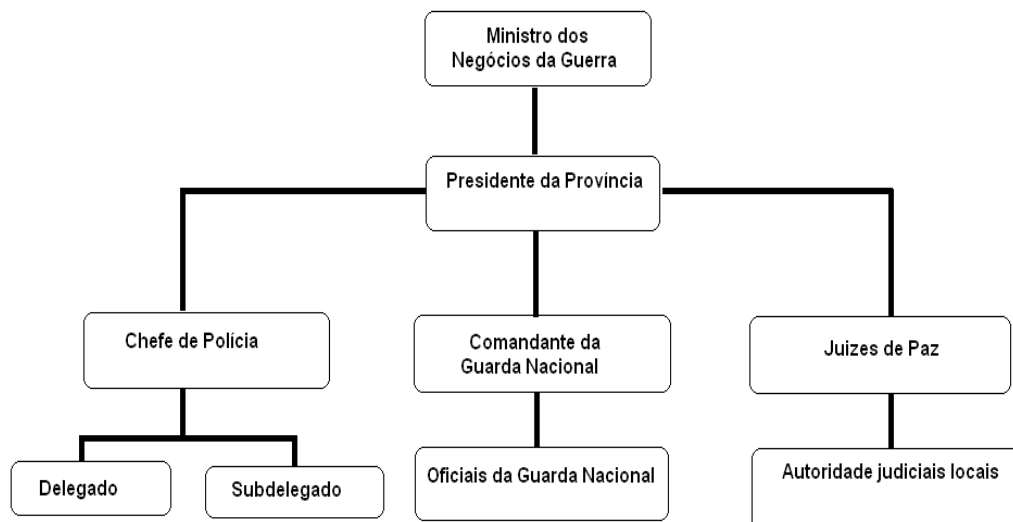 Ministro dos
Negócios da Guerra
Presidente da Província
Chefe de Polícia
Comandante da
Guarda Nacional
Juizes de Paz
Delegado
Subdelegado
Oficiais da Guarda Nacional
Autoridade judiciais locais